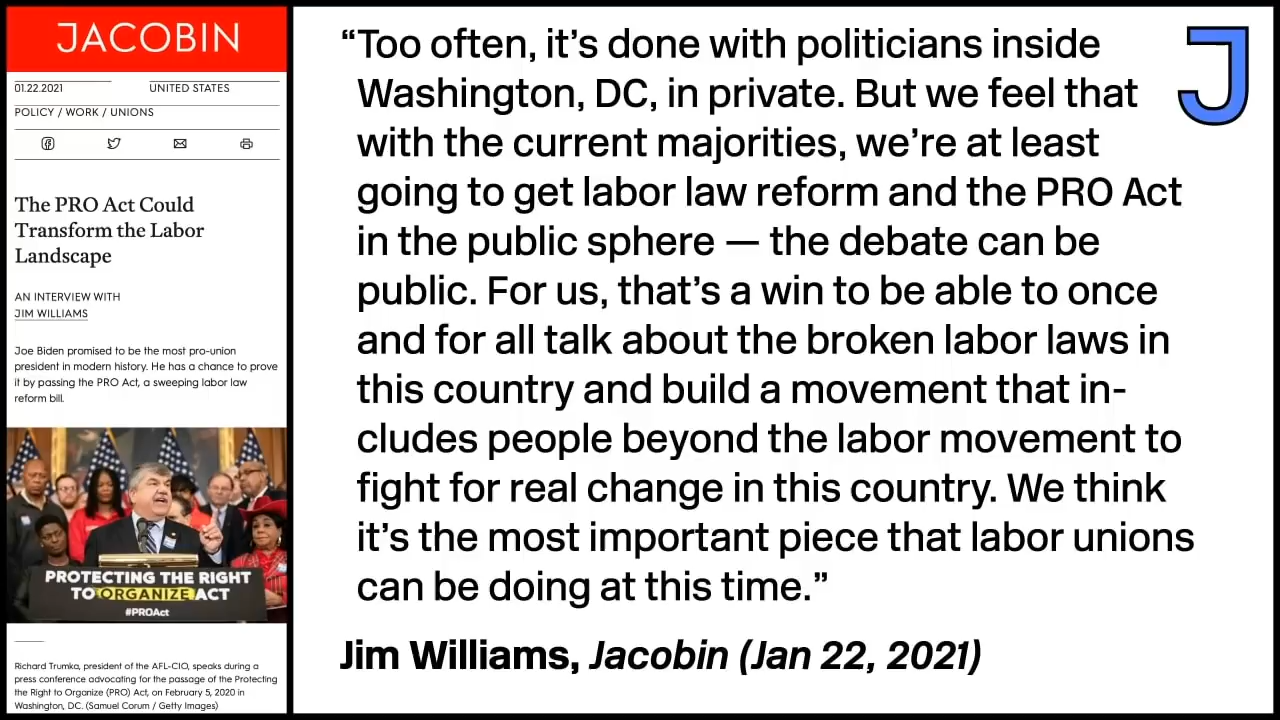 JACOBIN
01.22.2021 UNITED STATES
POLICY / WORK / UNIONS
The PRO Act Could
Transform the Labor
Landscape
AN INTERVIEW WITH
JIM WILLIAMS
Joe Biden promised to be the most pro-union
president in modern history. He has a chance to prove
it by passing the PRO Act, a sweeping labor law
reform bill.
PROTECTING THE RIGHT
TO ORGANIZE ACT
#PROAct
Richard Trumka, president of the AFL-CIO, speaks during a
press conference advocating for the passage of the Protecting
the Right to Organize (PRO) Act, on February 5, 2020 in
Washington, DC. (Samuel Corum / Getty Images)
“Too often, it’s done with politicians inside
Washington, DC, in private. But we feel that
with the current majorities, we’re at least
going to get labor law reform and the PRO Act
in the public sphere — the debate can be
public. For us, that’s a win to be able to once
and for all talk about the broken labor laws in
this country and build a movement that in-
cludes people beyond the labor movement to
fight for real change in this country. We think
it’s the most important piece that labor unions
can be doing at this time.”
Jim Williams, Jacobin (Jan 22, 2021)
J